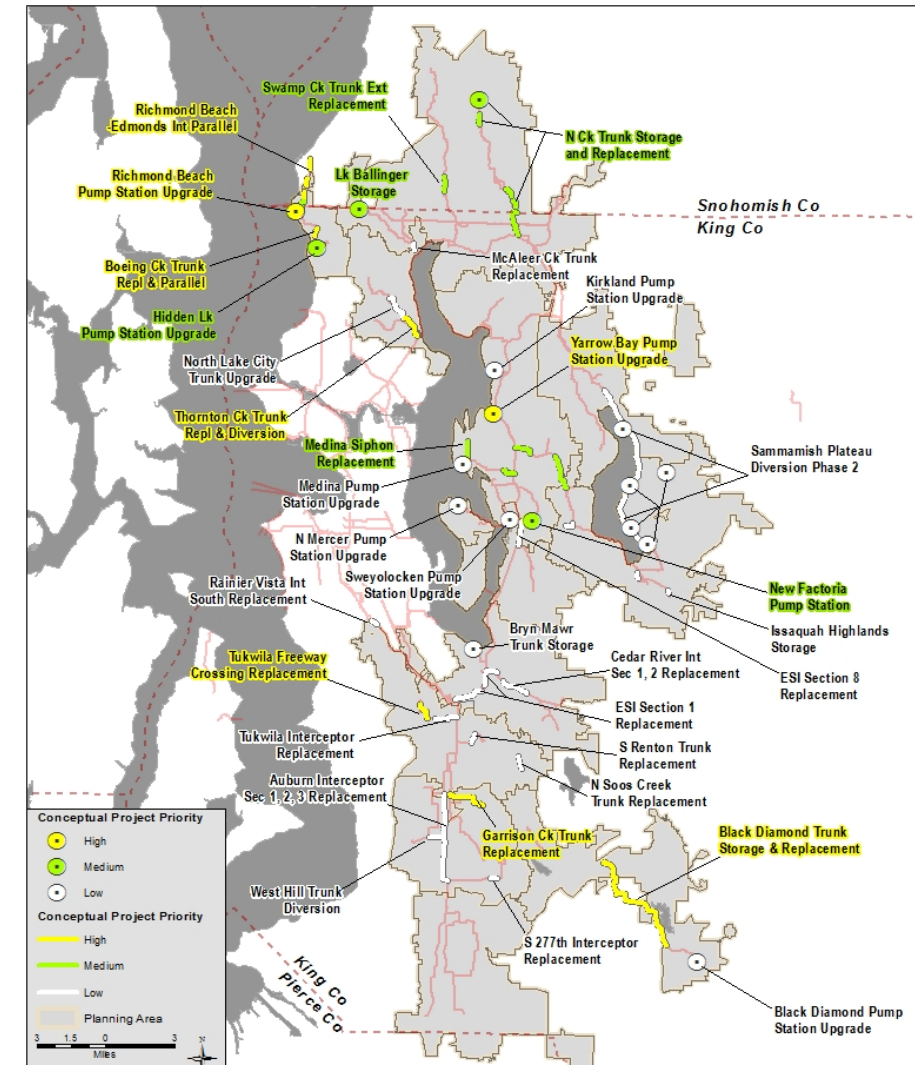 Swamp Ck Trunk Ext
Replacement
Richmond Beach
-Edmonds Int Parallel
N Ck Trunk Storage
and Replacement
Richmond Beach
Pump Station Upgrade
Lk Ballinger
Storage
Snohomish Co
King Co
Boeing Ck Trunk
Repl & Parallel
McAleer Ck Trunk
Replacement
Kirkland Pump
Station Upgrade
Hidden Lk
Pump Station Upgrade
Yarrow Bay Pump
Station Upgrade
North Lake City
Trunk Upgrade
Thornton Ck Trunk
Repl & Diversion
Medina Siphon
Replacement
Sammamish Plateau
Diversion Phase 2
Medina Pump
Station Upgrade
N Mercer Pump
Station Upgrade
Sweyolocken Pump
Station Upgrade
Rainier Vista Int
South Replacement
New Factoria
Pump Station
Issaquah Highlands
Storage
Bryn Mawr
Trunk Storage
ESI Section 8
Replacement
Cedar River Int
Sec 1, 2 Replacement
Tukwila Freeway
Crossing Replacement
ESI Section 1
Replacement
Tukwila Interceptor
Replacement
S Renton Trunk
Replacement
Auburn Interceptor
Sec 1, 2, 3 Replacement
N Soos Creek
Trunk Replacement
Garrison Ck Trunk
Replacement
Black Diamond Trunk
Storage & Replacement
West Hill Trunk
Diversion
S 277th Interceptor
Replacement
Black Diamond Pump
Station Upgrade
King Co
Pierce Co
Conceptual Project Priority
High
Medium
Low
Conceptual Project Priority
High
Medium
Low
Planning Area
3 1.5 0 3
Miles
N